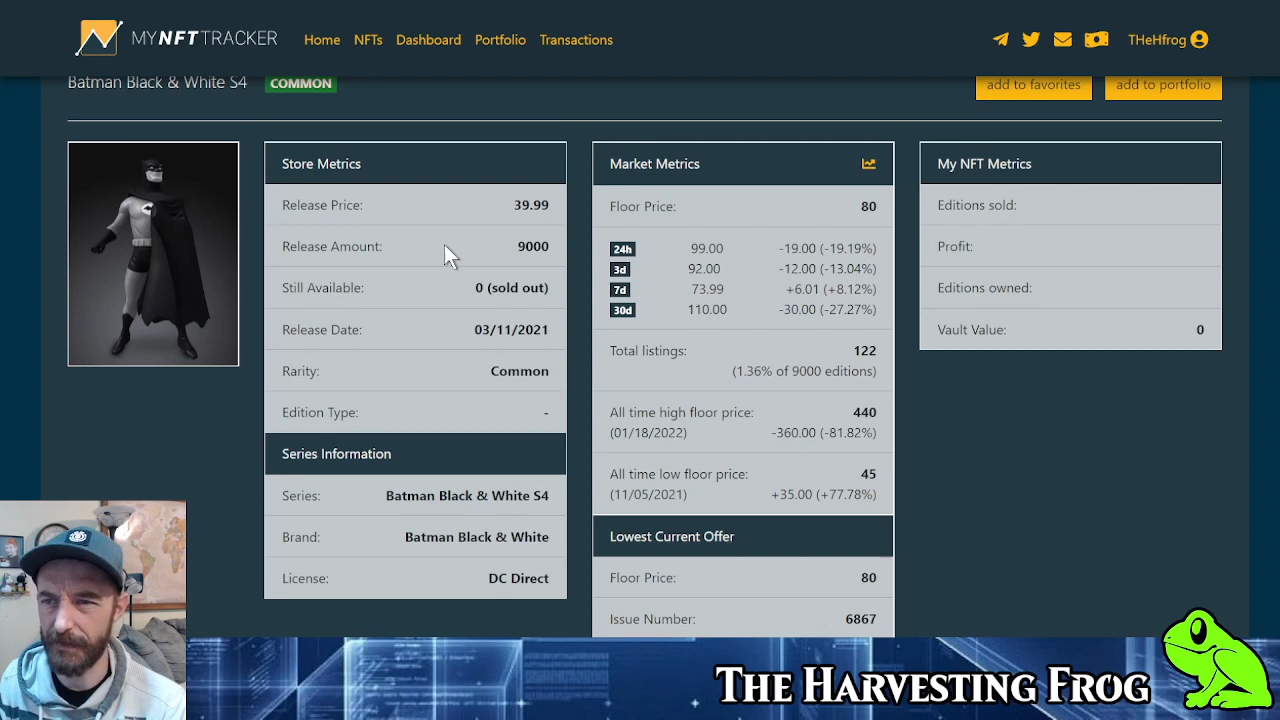 MYNFTTRACKER Home NFTs Dashboard Portfolio Transactions THeHfrog
Batman Black & White S4 COMMON add to favorites add to portfolio
Store Metrics
Release Price: 39.99
Release Amount: 9000
Still Available: 0 (sold out)
Release Date: 03/11/2021
Rarity: Common
Edition Type: -
Series Information
Series: Batman Black & White S4
Brand: Batman Black & White
License: DC Direct
Market Metrics
Floor Price: 80
24h 99.00 -19.00 (-19.19%)
3d 92.00 -12.00 (-13.04%)
7d 73.99 +6.01 (+8.12%)
30d 110.00 -30.00 (-27.27%)
Total listings: 122
(1.36% of 9000 editions)
All time high floor price: 440
(01/18/2022) -360.00 (-81.82%)
All time low floor price: 45
(11/05/2021) +35.00 (+77.78%)
Lowest Current Offer
Floor Price: 80
Issue Number: 6867
My NFT Metrics
Editions sold:
Profit:
Editions owned:
Vault Value: 0
The Harvesting Frog